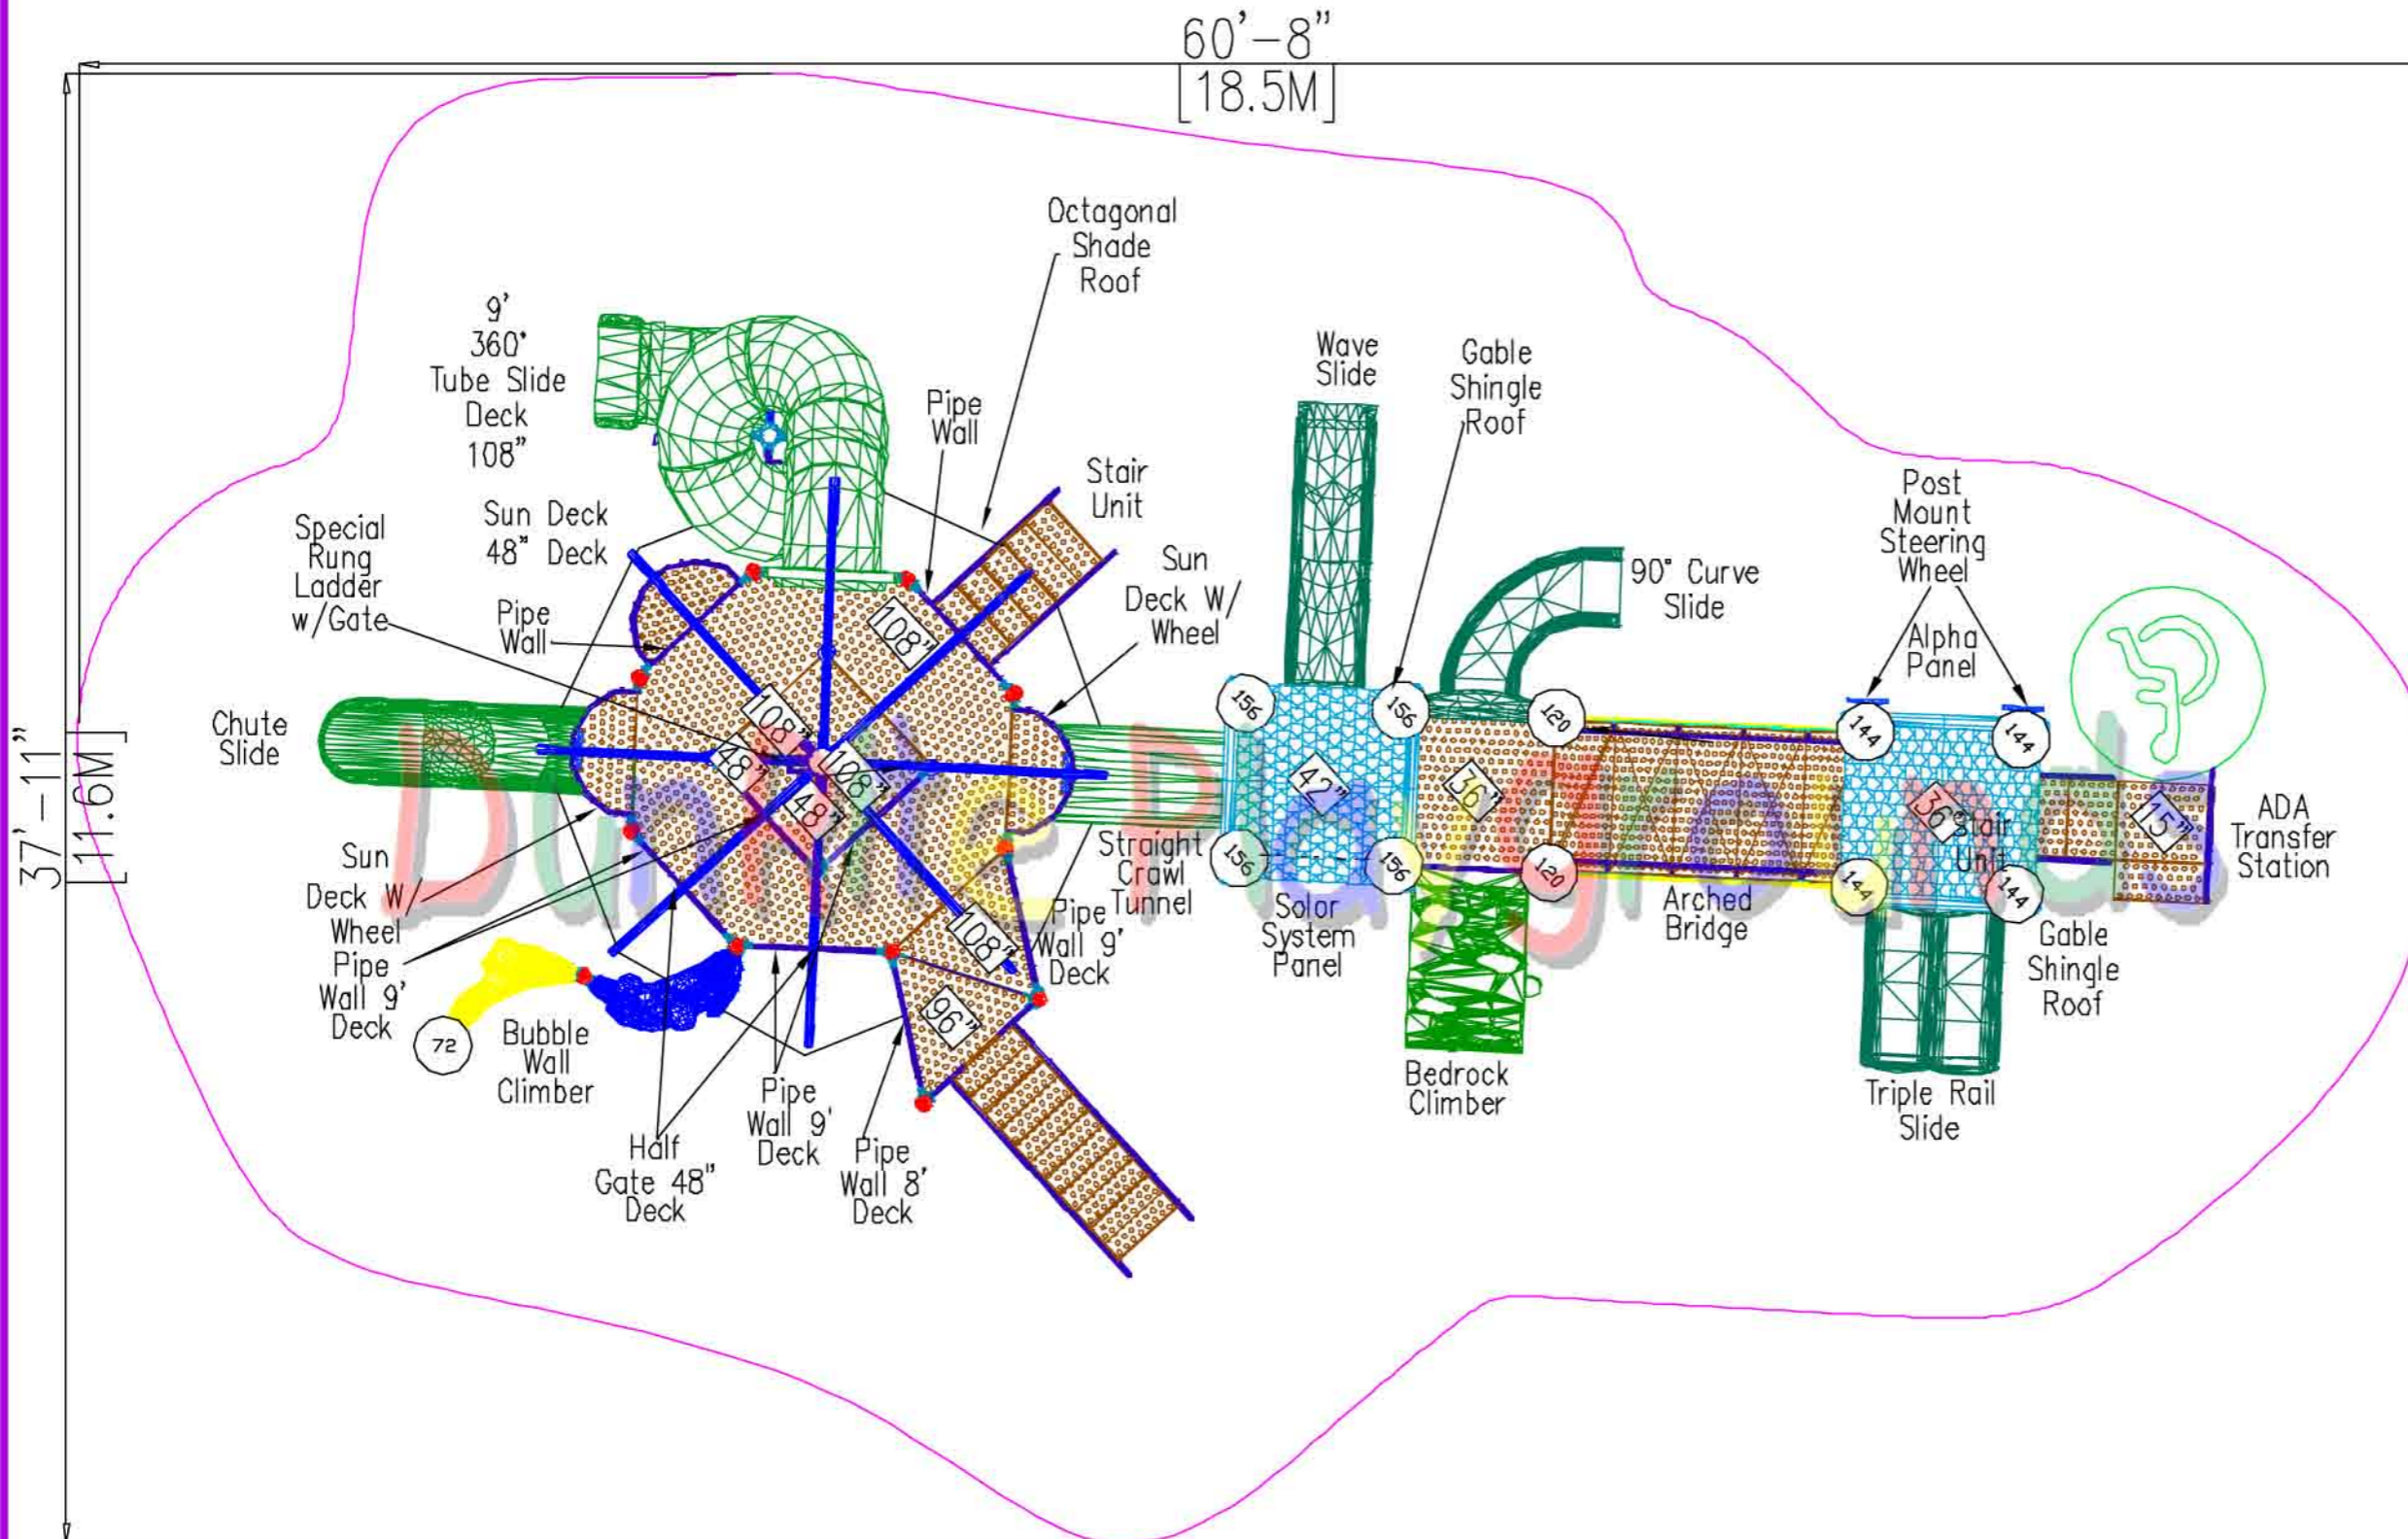 60'-8"
[18.5M]
37'-11"
[11.6M]
Octagonal
Shade
Roof
9'
360°
Tube Slide
Deck
108"
Pipe
Wall
Stair
Unit
Wave
Slide
Gable
Shingle
Roof
Post
Mount
Steering
Wheel
Alpha
Panel
Special
Rung
Ladder
w/Gate
Sun Deck
48" Deck
Pipe
Wall
Sun
Deck W/
Wheel
90° Curve
Slide
Chute
Slide
108"
108"
48"
108"
48"
108"
96"
156
156
156
156
42"
36"
120
120
144
144
144
144
36"
Stair
Unit
15"
ADA
Transfer
Station
Dunrite Playgrounds
Sun
Deck W/
Wheel
Pipe
Wall 9'
Deck
72
Bubble
Wall
Climber
Half
Gate 48"
Deck
Pipe
Wall 9'
Deck
Pipe
Wall 8'
Deck
Pipe
Wall 9'
Deck
Straight
Crawl
Tunnel
Solor
System
Panel
Bedrock
Climber
Arched
Bridge
Triple Rail
Slide
Gable
Shingle
Roof